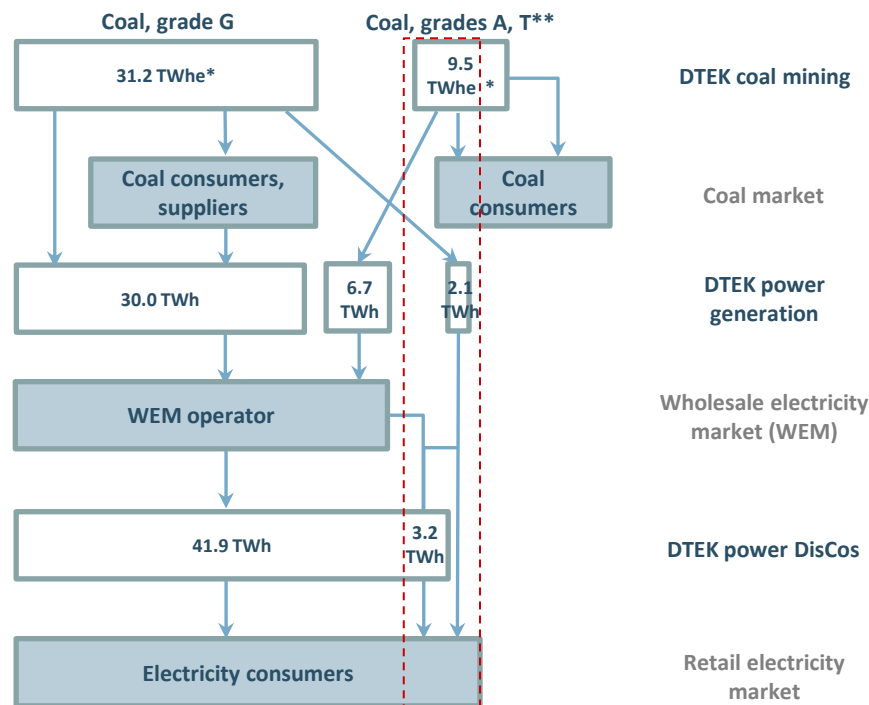 Coal, grade G
Coal, grades A, T**
31.2 TWhe*
9.5
TWhe *
DTEK coal mining
Coal consumers,
suppliers
Coal
consumers
Coal market
30.0 TWh
6.7
TWh
2.1
TWh
DTEK power
generation
WEM operator
Wholesale electricity
market (WEM)
41.9 TWh
3.2
TWh
DTEK power DisCos
Electricity consumers
Retail electricity
market